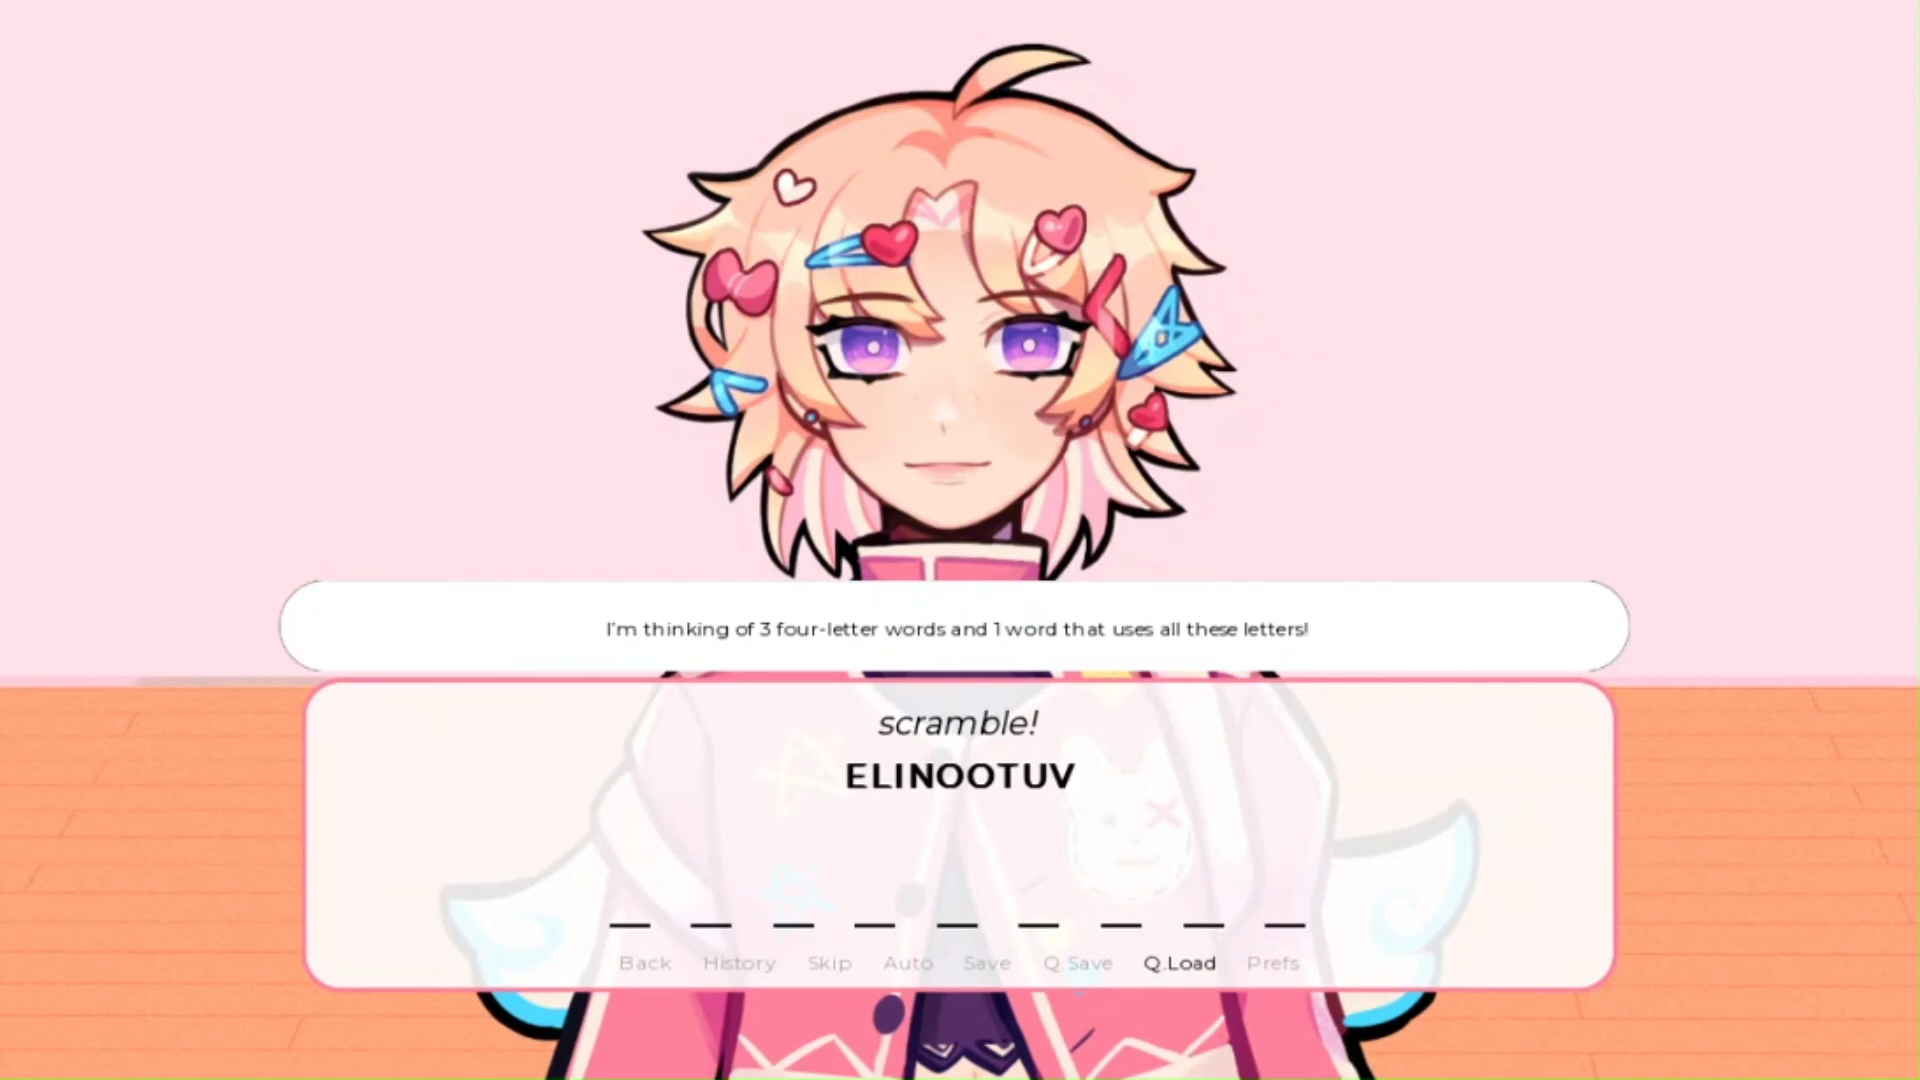 I'm thinking of 3 four-letter words and 1 word that uses all these letters!
scramble!
ELINOOTUV
Back History Skip Auto Save Q.Save Q.Load Prefs